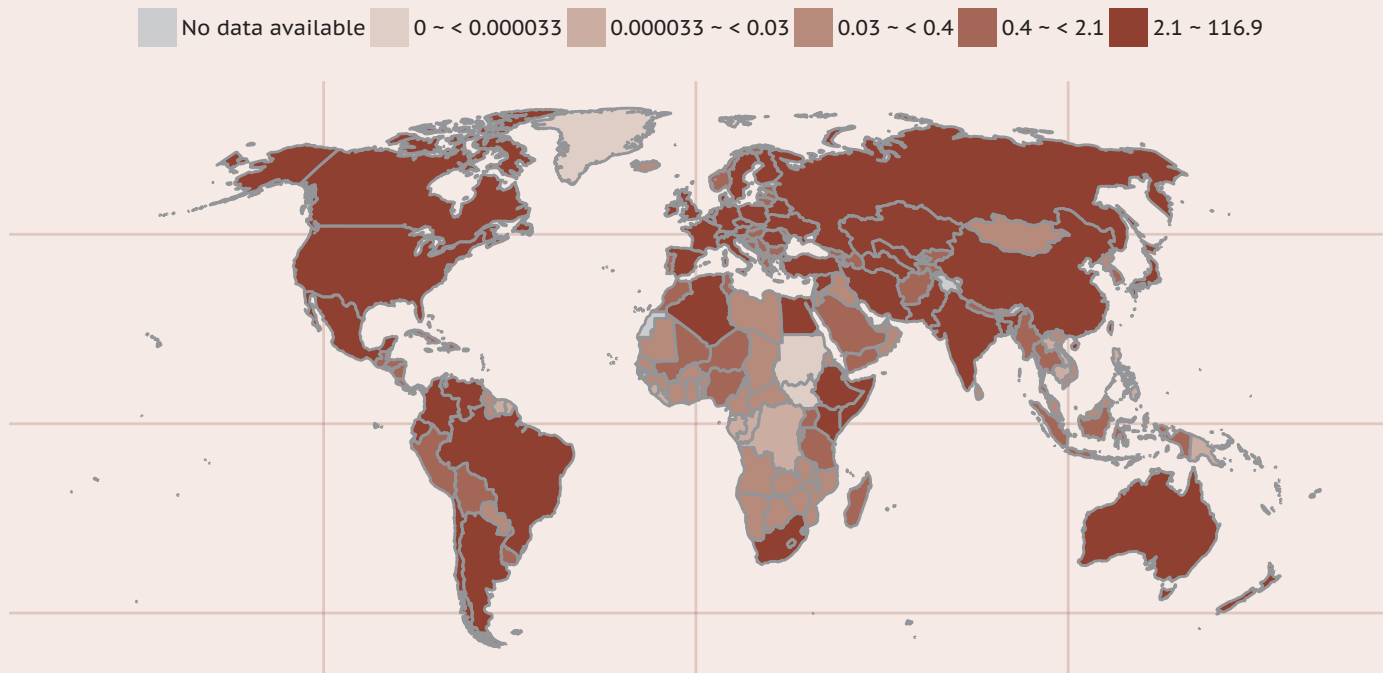 No data available 0 ~ < 0.000033 0.000033 ~ < 0.03 0.03 ~ < 0.4 0.4 ~ < 2.1 2.1 ~ 116.9